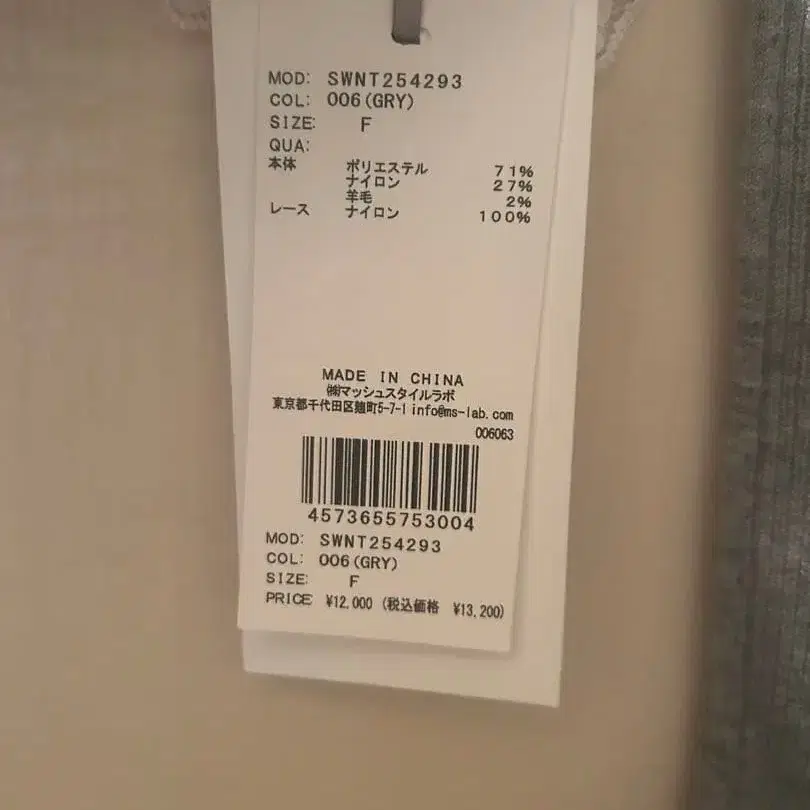 MOD: SWNT254293
COL: 006(GRY)
SIZE: F
QUA:
本体 ポリエステル 71%
ナイロン 27%
羊毛 2%
レース ナイロン 100%
MADE IN CHINA
㈱マッシュスタイルラボ
東京都千代田区麹町5-7-1 info@ms-lab.com
006063
4573655753004
MOD: SWNT254293
COL: 006(GRY)
SIZE: F
PRICE: ¥12,000 (税込価格 ¥13,200)